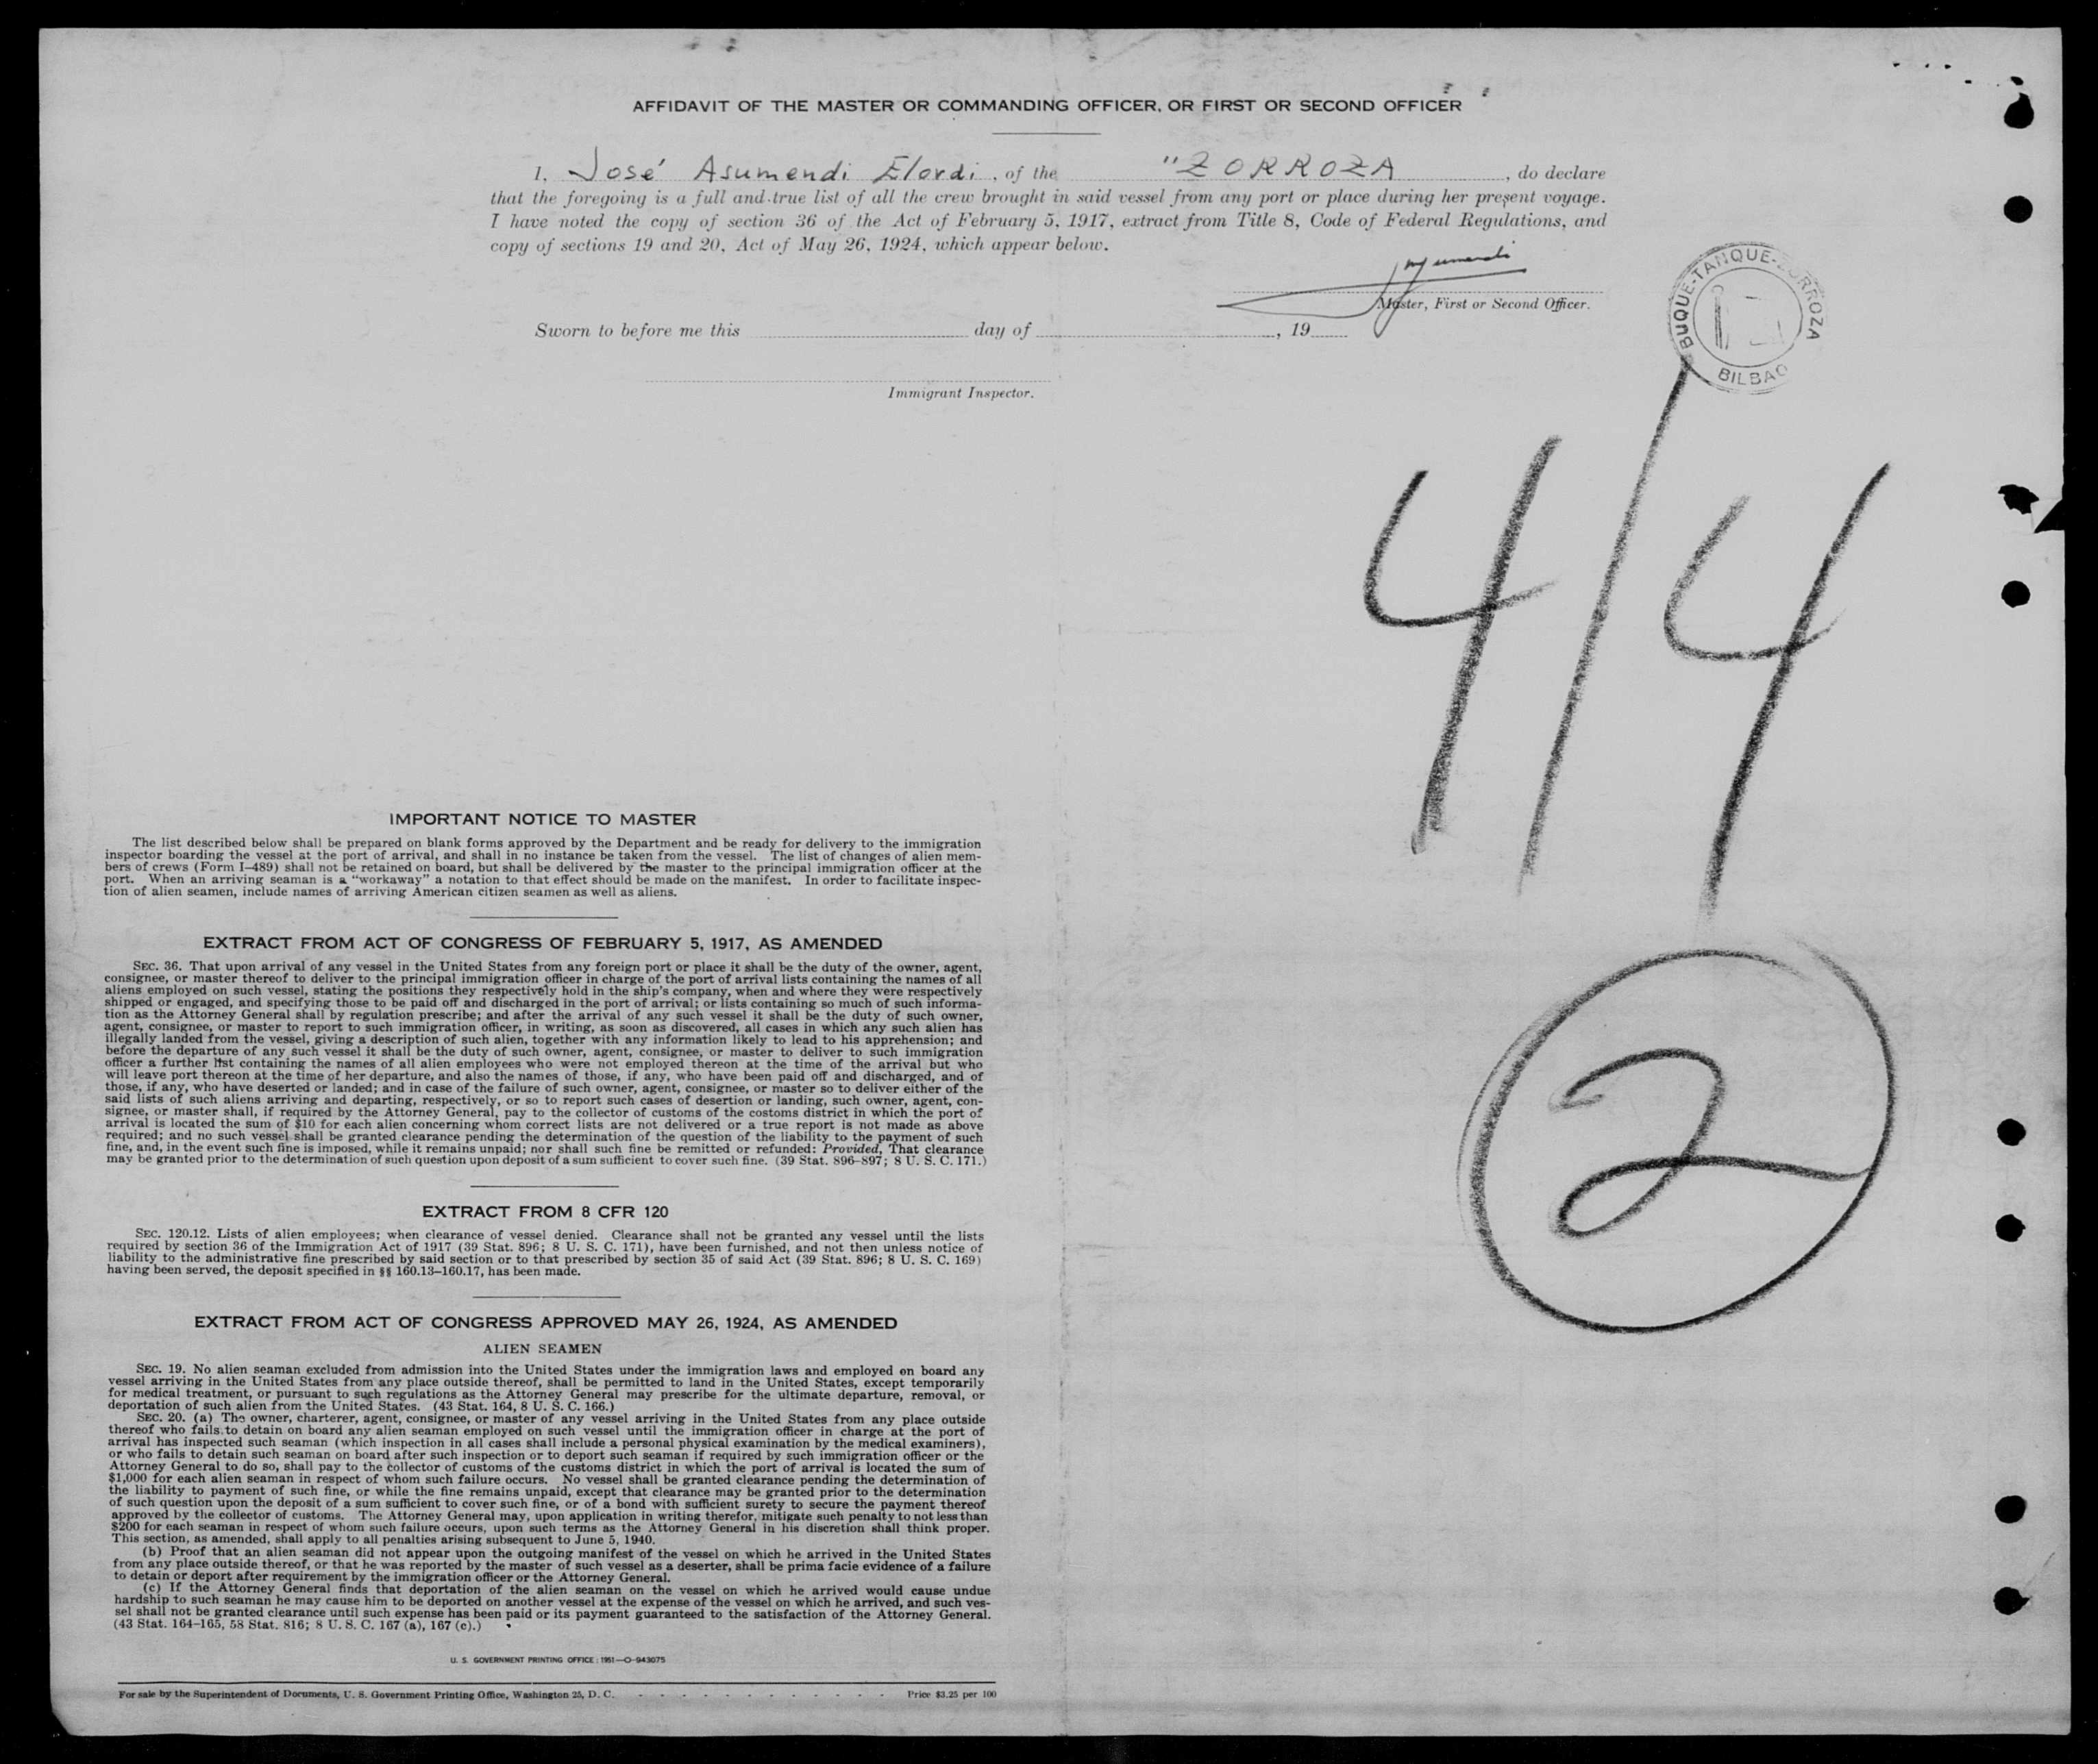 AFFIDAVIT OF THE MASTER OR COMMANDING OFFICER, OR FIRST OR SECOND OFFICER
I, José Asumendi Elordi, of the "ZORROZA, do declare
that the foregoing is a full and true list of all the crew brought in said vessel from any port or place during her present voyage.
I have noted the copy of section 36 of the Act of February 5, 1917, extract from Title 8, Code of Federal Regulations, and
copy of sections 19 and 20, Act of May 26, 1924, which appear below.
Master, First or Second Officer.
BUQUE-TANQUE-ZORROZA
BILBAO
Sworn to before me this day of , 19
Immigrant Inspector.
4/4
2
IMPORTANT NOTICE TO MASTER
The list described below shall be prepared on blank forms approved by the Department and be ready for delivery to the immigration
inspector boarding the vessel at the port of arrival, and shall in no instance be taken from the vessel. The list of changes of alien mem-
bers of crews (Form I-489) shall not be retained on board, but shall be delivered by the master to the principal immigration officer at the
port. When an arriving seaman is a "workaway" a notation to that effect should be made on the manifest. In order to facilitate inspec-
tion of alien seamen, include names of arriving American citizen seamen as well as aliens.
EXTRACT FROM ACT OF CONGRESS OF FEBRUARY 5, 1917, AS AMENDED
SEC. 36. That upon arrival of any vessel in the United States from any foreign port or place it shall be the duty of the owner, agent,
consignee, or master thereof to deliver to the principal immigration officer in charge of the port of arrival lists containing the names of all
aliens employed on such vessel, stating the positions they respectively hold in the ship's company, when and where they were respectively
shipped or engaged, and specifying those to be paid off and discharged in the port of arrival; or lists containing so much of such informa-
tion as the Attorney General shall by regulation prescribe; and after the arrival of any such vessel it shall be the duty of such owner,
agent, consignee, or master to report to such immigration officer, in writing, as soon as discovered, all cases in which any such alien has
illegally landed from the vessel, giving a description of such alien, together with any information likely to lead to his apprehension; and
before the departure of any such vessel it shall be the duty of such owner, agent, consignee, or master to deliver to such immigration
officer a further list containing the names of all alien employees who were not employed thereon at the time of the arrival but who
will leave port thereon at the time of her departure, and also the names of those, if any, who have been paid off and discharged, and of
those, if any, who have deserted or landed; and in case of the failure of such owner, agent, consignee, or master so to deliver either of the
said lists of such aliens arriving and departing, respectively, or so to report such cases of desertion or landing, such owner, agent, con-
signee, or master shall, if required by the Attorney General, pay to the collector of customs of the costoms district in which the port of
arrival is located the sum of $10 for each alien concerning whom correct lists are not delivered or a true report is not made as above
required; and no such vessel shall be granted clearance pending the determination of the question of the liability to the payment of such
fine, and, in the event such fine is imposed, while it remains unpaid; nor shall such fine be remitted or refunded: Provided, That clearance
may be granted prior to the determination of such question upon deposit of a sum sufficient to cover such fine. (39 Stat. 896-897; 8 U. S. C. 171.)
EXTRACT FROM 8 CFR 120
SEC. 120.12. Lists of alien employees; when clearance of vessel denied. Clearance shall not be granted any vessel until the lists
required by section 36 of the Immigration Act of 1917 (39 Stat. 896; 8 U. S. C. 171), have been furnished, and not then unless notice of
liability to the administrative fine prescribed by said section or to that prescribed by section 35 of said Act (39 Stat. 896; 8 U. S. C. 169)
having been served, the deposit specified in §§ 160.13-160.17, has been made.
EXTRACT FROM ACT OF CONGRESS APPROVED MAY 26, 1924, AS AMENDED
ALIEN SEAMEN
SEC. 19. No alien seaman excluded from admission into the United States under the immigration laws and employed on board any
vessel arriving in the United States from any place outside thereof, shall be permitted to land in the United States, except temporarily
for medical treatment, or pursuant to such regulations as the Attorney General may prescribe for the ultimate departure, removal, or
deportation of such alien from the United States. (43 Stat. 164, 8 U. S. C. 166.)
SEC. 20. (a) The owner, charterer, agent, consignee, or master of any vessel arriving in the United States from any place outside
thereof who fails to detain on board any alien seaman employed on such vessel until the immigration officer in charge at the port of
arrival has inspected such seaman (which inspection in all cases shall include a personal physical examination by the medical examiners),
or who fails to detain such seaman on board after such inspection or to deport such seaman if required by such immigration officer or the
Attorney General to do so, shall pay to the collector of customs of the customs district in which the port of arrival is located the sum of
$1,000 for each alien seaman in respect of whom such failure occurs. No vessel shall be granted clearance pending the determination of
the liability to payment of such fine, or while the fine remains unpaid, except that clearance may be granted prior to the determination
of such question upon the deposit of a sum sufficient to cover such fine, or of a bond with sufficient surety to secure the payment thereof
approved by the collector of customs. The Attorney General may, upon application in writing therefor, mitigate such penalty to not less than
$200 for each seaman in respect of whom such failure occurs, upon such terms as the Attorney General in his discretion shall think proper.
This section, as amended, shall apply to all penalties arising subsequent to June 5, 1940.
(b) Proof that an alien seaman did not appear upon the outgoing manifest of the vessel on which he arrived in the United States
from any place outside thereof, or that he was reported by the master of such vessel as a deserter, shall be prima facie evidence of a failure
to detain or deport after requirement by the immigration officer or the Attorney General.
(c) If the Attorney General finds that deportation of the alien seaman on the vessel on which he arrived would cause undue
hardship to such seaman he may cause him to be deported on another vessel at the expense of the vessel on which he arrived, and such ves-
sel shall not be granted clearance until such expense has been paid or its payment guaranteed to the satisfaction of the Attorney General.
(43 Stat. 164-165, 58 Stat. 816; 8 U. S. C. 167 (a), 167 (c).)
U. S. GOVERNMENT PRINTING OFFICE : 1951—O-943075
For sale by the Superintendent of Documents, U. S. Government Printing Office, Washington 25, D. C. - - - - - - - - - - - - Price $3.25 per 100